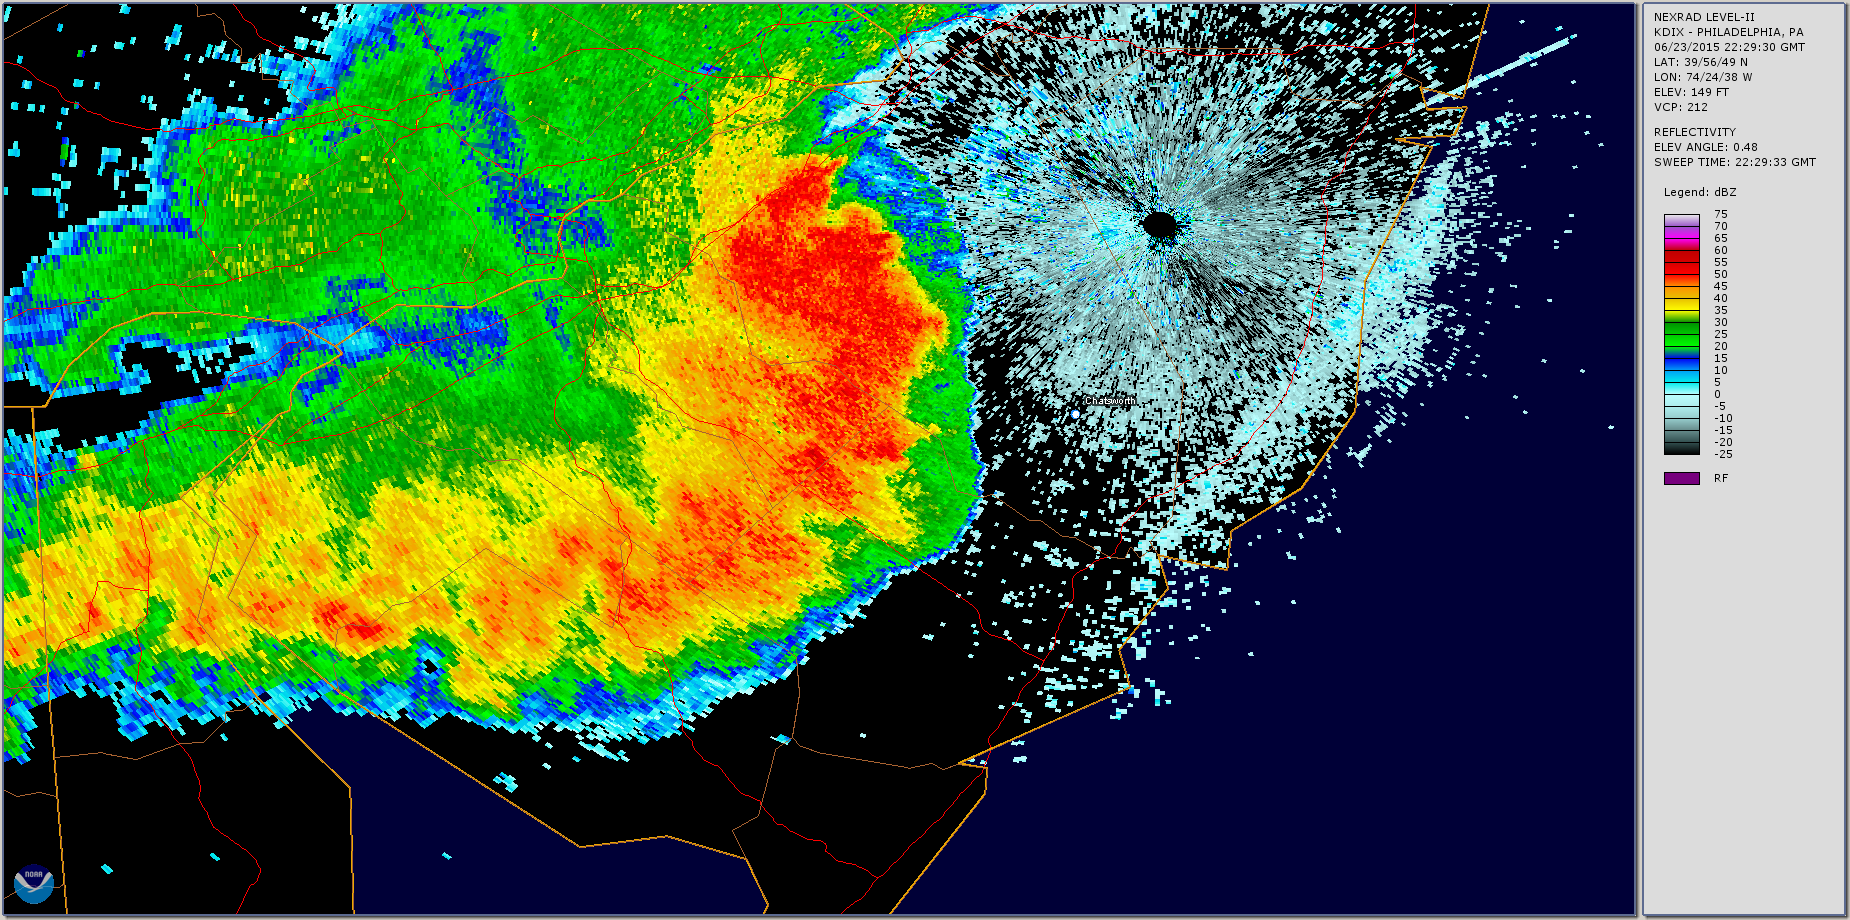 NEXRAD LEVEL-II
KDIX - PHILADELPHIA, PA
06/23/2015 22:29:30 GMT
LAT: 39/56/49 N
LON: 74/24/38 W
ELEV: 149 FT
VCP: 212
REFLECTIVITY
ELEV ANGLE: 0.48
SWEEP TIME: 22:29:33 GMT
Legend: dBZ
75
70
65
60
55
50
45
40
35
30
25
20
15
10
5
0
-5
-10
-15
-20
-25
RF
Chatsworth
NOAA